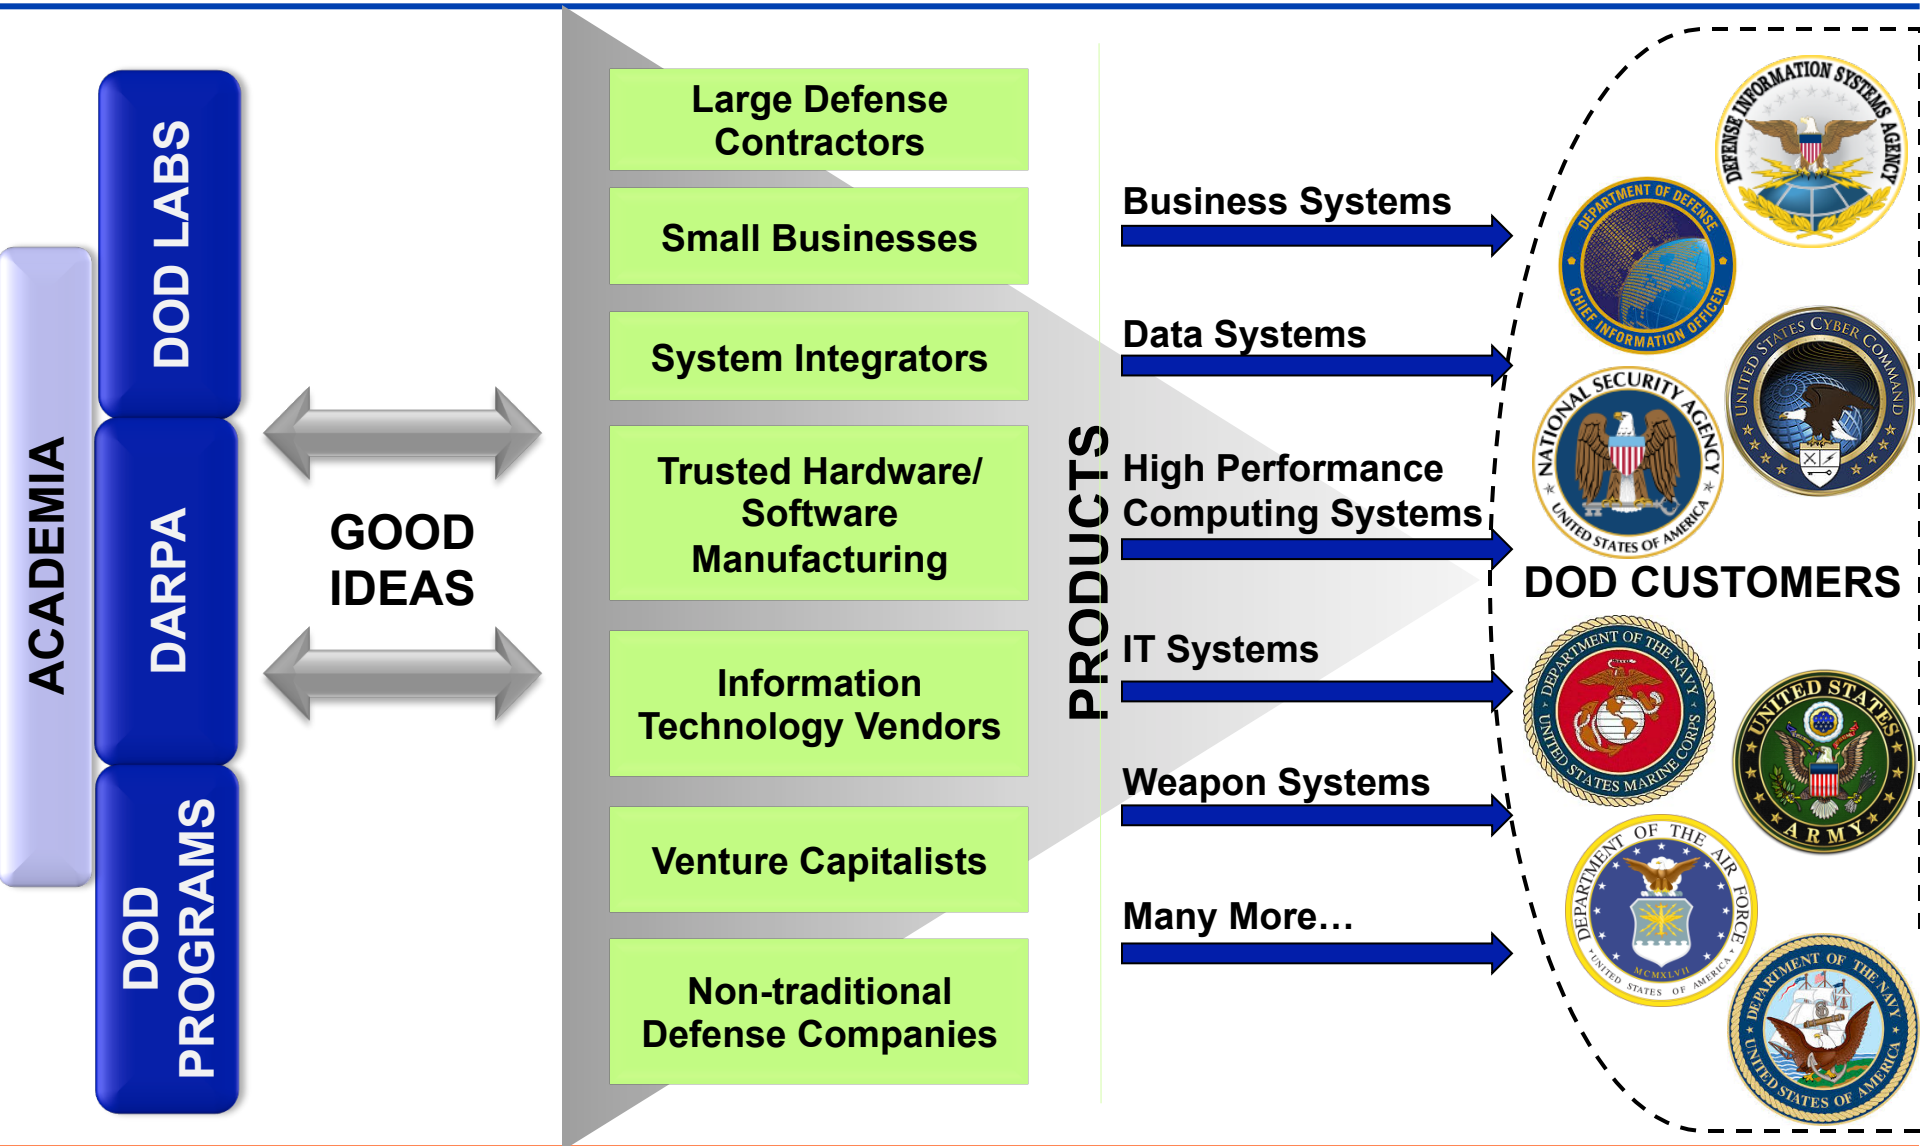 ACADEMIA
DOD LABS
DARPA
DOD
PROGRAMS
GOOD
IDEAS
Large Defense
Contractors
Small Businesses
System Integrators
Trusted Hardware/
Software
Manufacturing
Information
Technology Vendors
Venture Capitalists
Non-traditional
Defense Companies
PRODUCTS
Business Systems
Data Systems
High Performance
Computing Systems
IT Systems
Weapon Systems
Many More…
DEFENSE INFORMATION SYSTEMS AGENCY
DEPARTMENT OF DEFENSE
CHIEF INFORMATION OFFICER
UNITED STATES CYBER COMMAND
NATIONAL SECURITY AGENCY
UNITED STATES OF AMERICA
DOD CUSTOMERS
DEPARTMENT OF THE NAVY
UNITED STATES MARINE CORPS
UNITED STATES
ARMY
DEPARTMENT OF THE AIR FORCE
MCMXLVII
UNITED STATES OF AMERICA
DEPARTMENT OF THE NAVY
UNITED STATES OF AMERICA